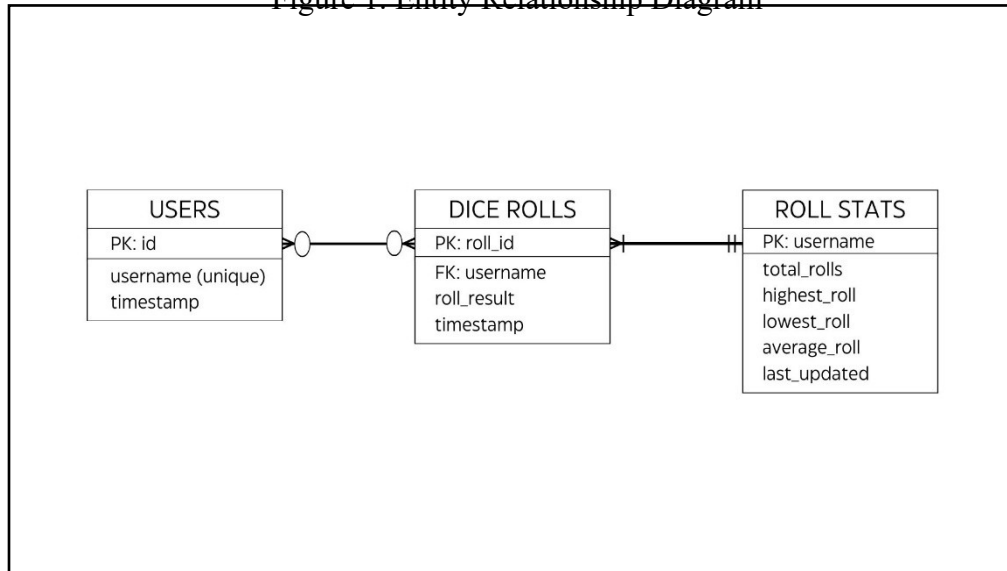 Figure 1. Entity Relationship Diagram
USERS
PK: id
username (unique)
timestamp
DICE ROLLS
PK: roll_id
FK: username
roll_result
timestamp
ROLL STATS
PK: username
total_rolls
highest_roll
lowest_roll
average_roll
last_updated